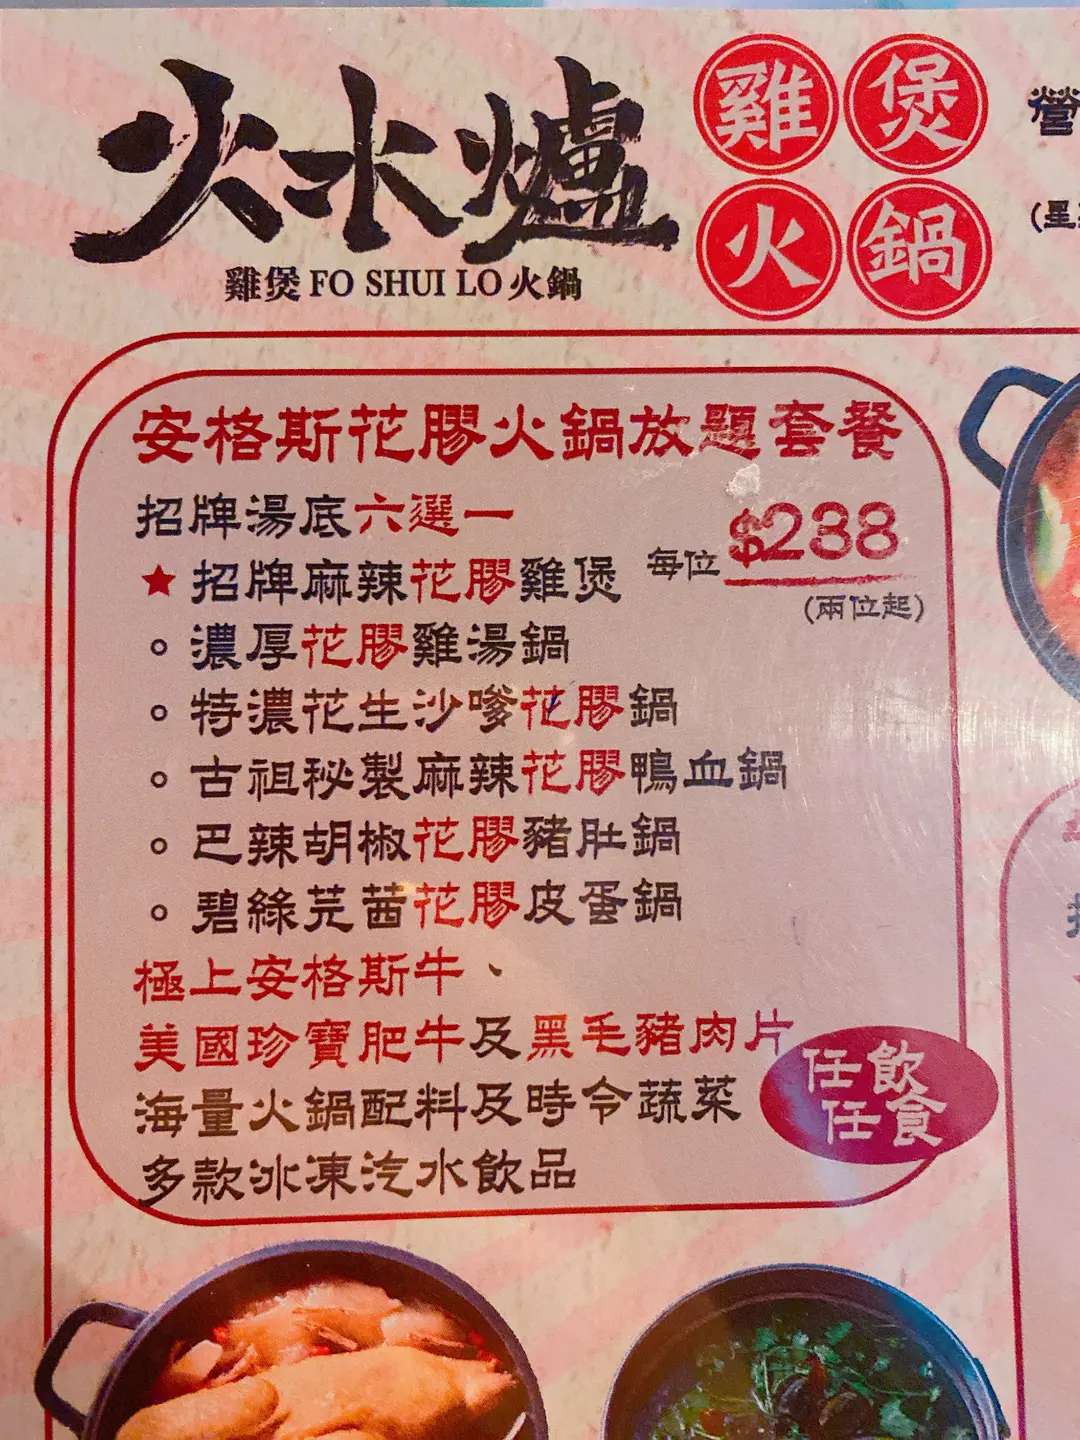 火水爐
雞煲
火鍋
雞煲 FO SHUI LO 火鍋
營
(星
安格斯花膠火鍋放題套餐
招牌湯底六選一
每位 $238
(兩位起)
★ 招牌麻辣花膠雞煲
○ 濃厚花膠雞湯鍋
○ 特濃花生沙嗲花膠鍋
○ 古祖秘製麻辣花膠鴨血鍋
○ 巴辣胡椒花膠豬肚鍋
○ 碧綠芫茜花膠皮蛋鍋
極上安格斯牛、
美國珍寶肥牛及黑毛豬肉片
海量火鍋配料及時令蔬菜
多款冰凍汽水飲品
任飲
任食